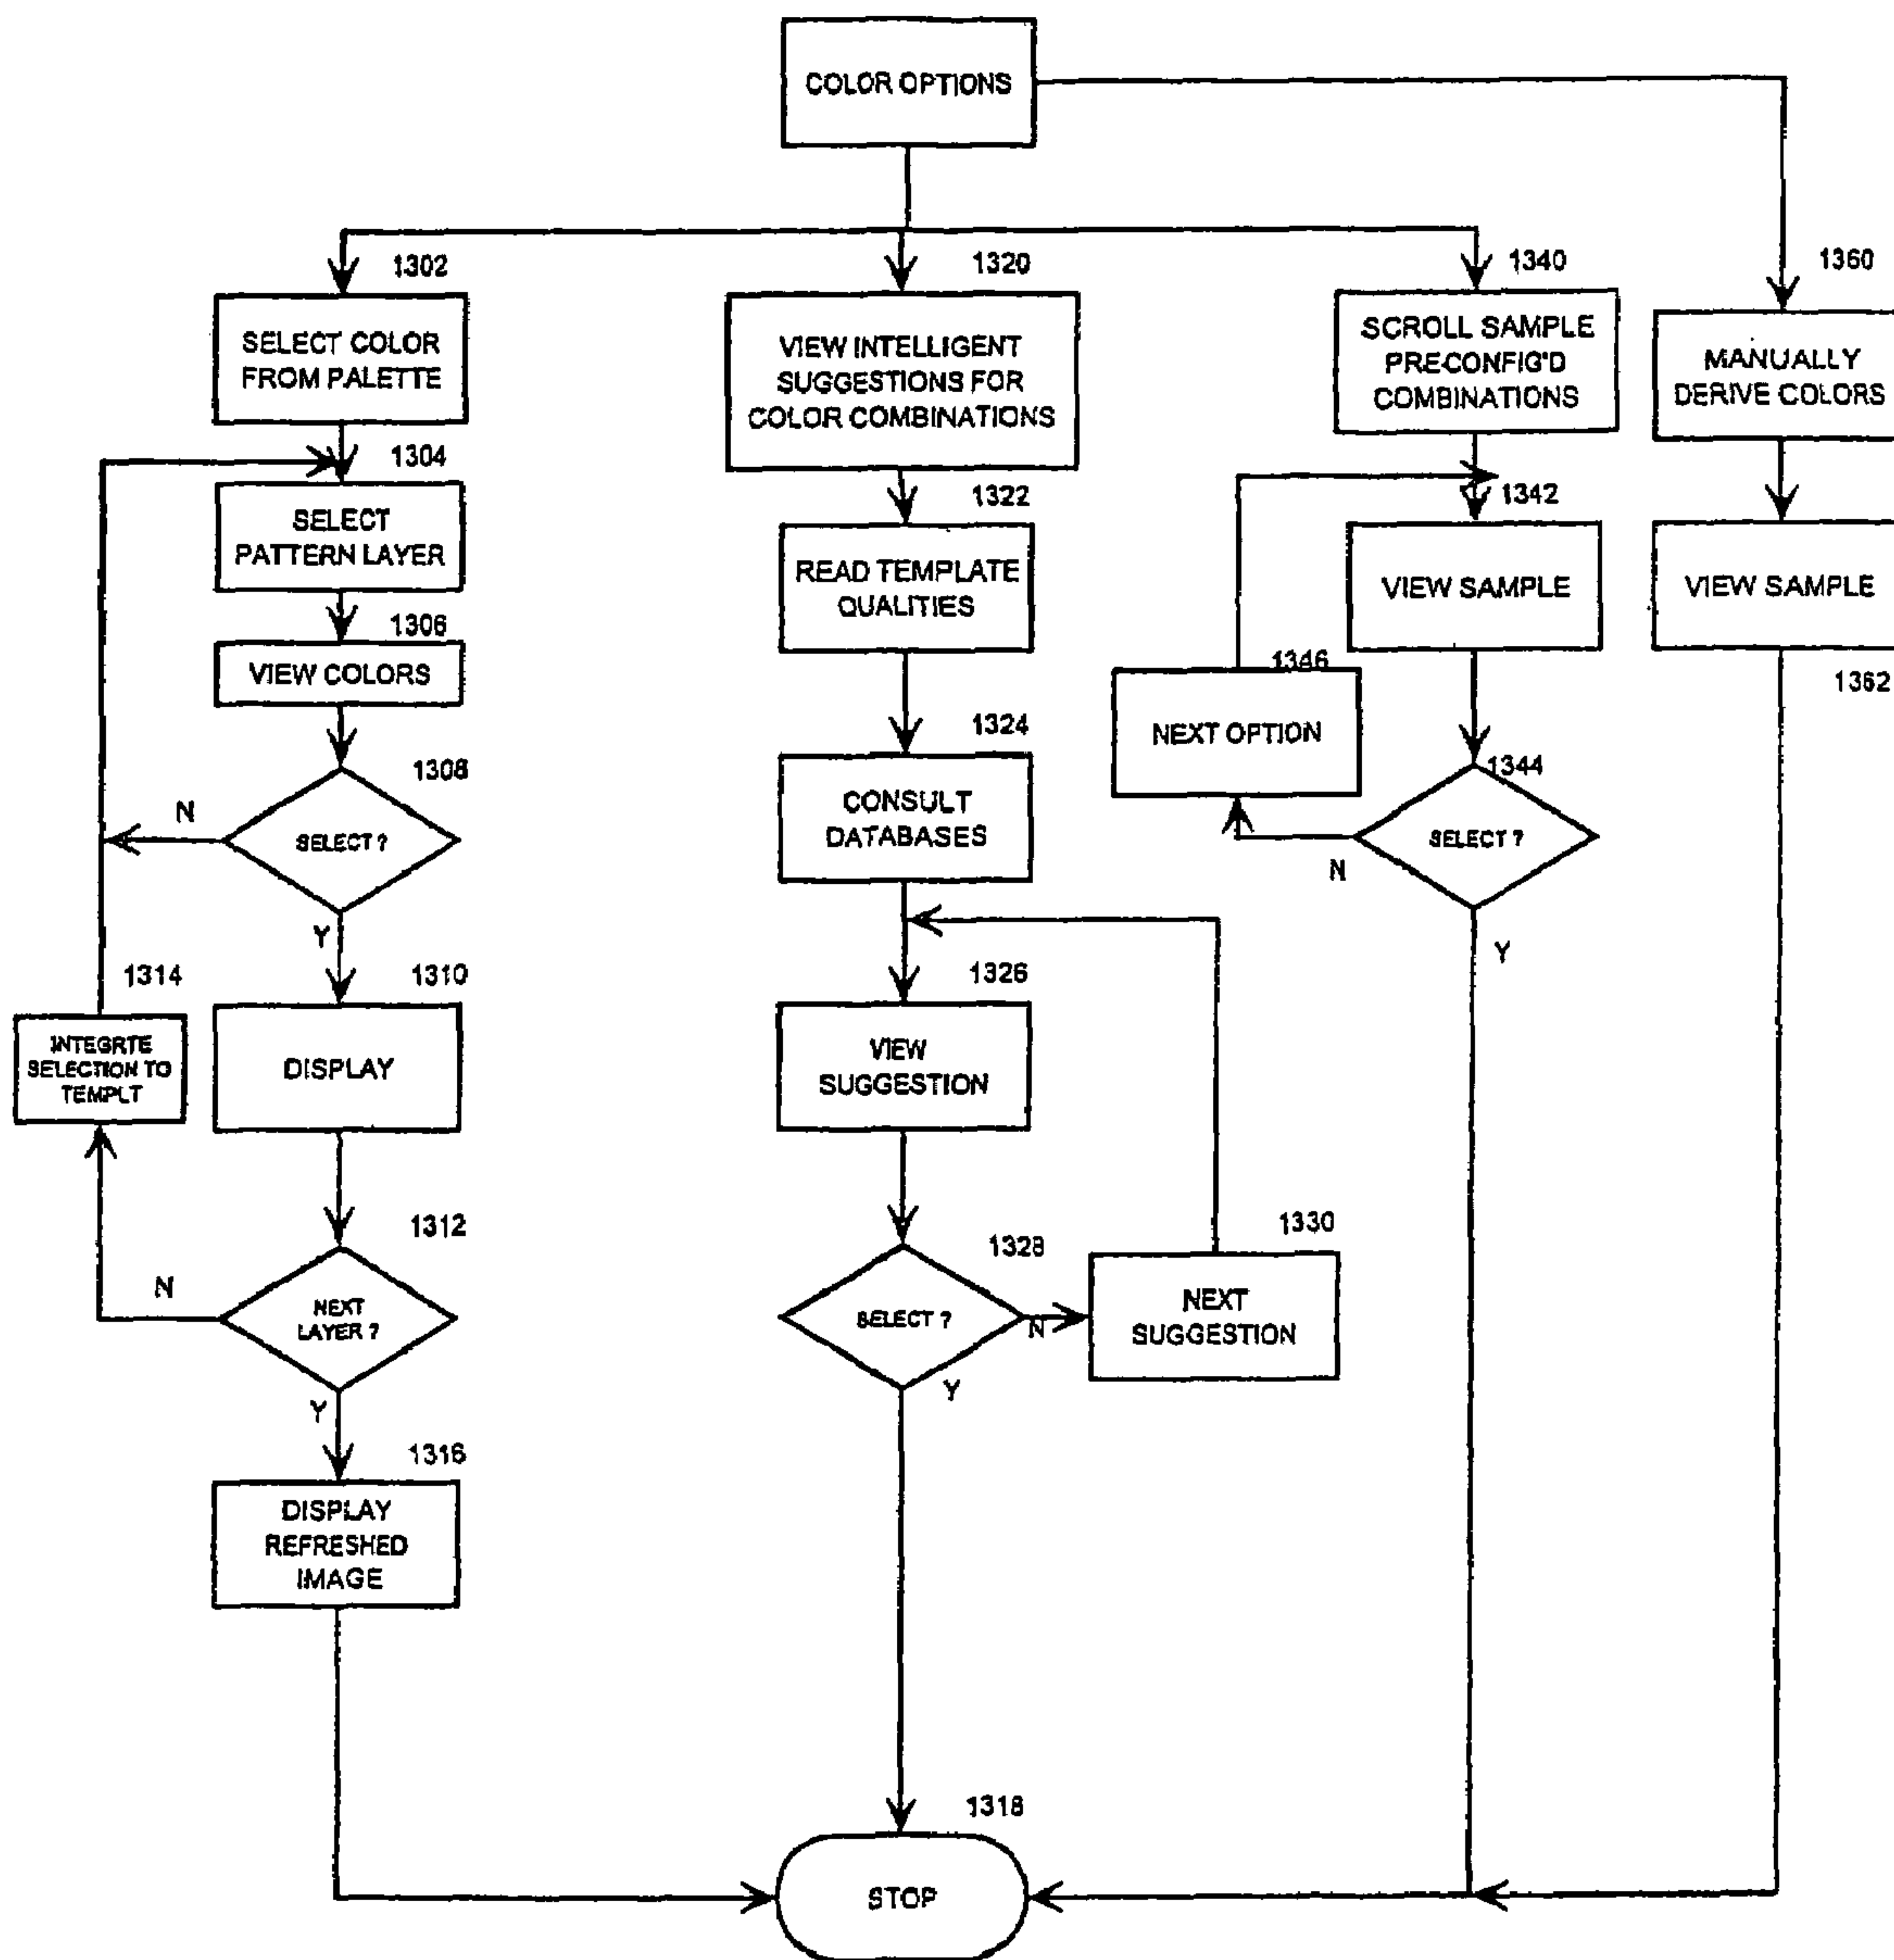 COLOR OPTIONS
1302
SELECT COLOR
FROM PALETTE
1304
SELECT
PATTERN LAYER
1306
VIEW COLORS
1308
SELECT ?
N
Y
1314
INTEGRTE
SELECTION TO
TEMPLT
1310
DISPLAY
1312
NEXT
LAYER ?
N
Y
1316
DISPLAY
REFRESHED
IMAGE
1320
VIEW INTELLIGENT
SUGGESTIONS FOR
COLOR COMBINATIONS
1322
READ TEMPLATE
QUALITIES
1324
CONSULT
DATABASES
1326
VIEW
SUGGESTION
1328
SELECT ?
N
Y
1330
NEXT
SUGGESTION
1340
SCROLL SAMPLE
PRECONFIG'D
COMBINATIONS
1342
VIEW SAMPLE
1346
NEXT OPTION
1344
SELECT ?
N
Y
1360
MANUALLY
DERIVE COLORS
VIEW SAMPLE
1362
1318
STOP